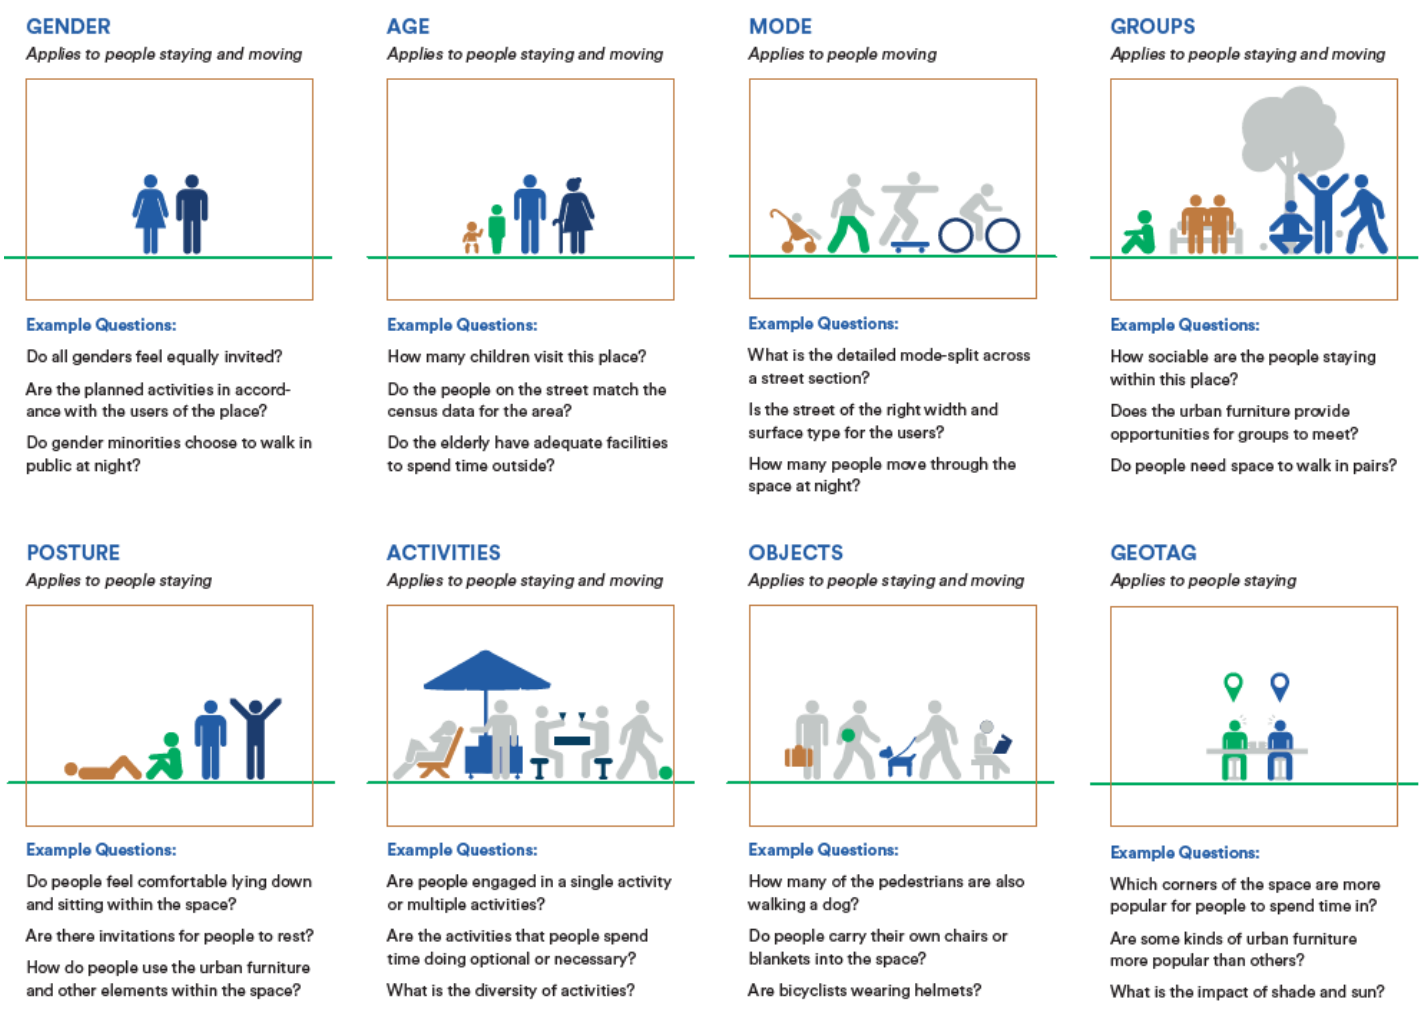 GENDER
Applies to people staying and moving
Example Questions:
Do all genders feel equally invited?
Are the planned activities in accord-
ance with the users of the place?
Do gender minorities choose to walk in
public at night?
AGE
Applies to people staying and moving
Example Questions:
How many children visit this place?
Do the people on the street match the
census data for the area?
Do the elderly have adequate facilities
to spend time outside?
MODE
Applies to people moving
Example Questions:
What is the detailed mode-split across
a street section?
Is the street of the right width and
surface type for the users?
How many people move through the
space at night?
GROUPS
Applies to people staying and moving
Example Questions:
How sociable are the people staying
within this place?
Does the urban furniture provide
opportunities for groups to meet?
Do people need space to walk in pairs?
POSTURE
Applies to people staying
Example Questions:
Do people feel comfortable lying down
and sitting within the space?
Are there invitations for people to rest?
How do people use the urban furniture
and other elements within the space?
ACTIVITIES
Applies to people staying and moving
Example Questions:
Are people engaged in a single activity
or multiple activities?
Are the activities that people spend
time doing optional or necessary?
What is the diversity of activities?
OBJECTS
Applies to people staying and moving
Example Questions:
How many of the pedestrians are also
walking a dog?
Do people carry their own chairs or
blankets into the space?
Are bicyclists wearing helmets?
GEOTAG
Applies to people staying
Example Questions:
Which corners of the space are more
popular for people to spend time in?
Are some kinds of urban furniture
more popular than others?
What is the impact of shade and sun?